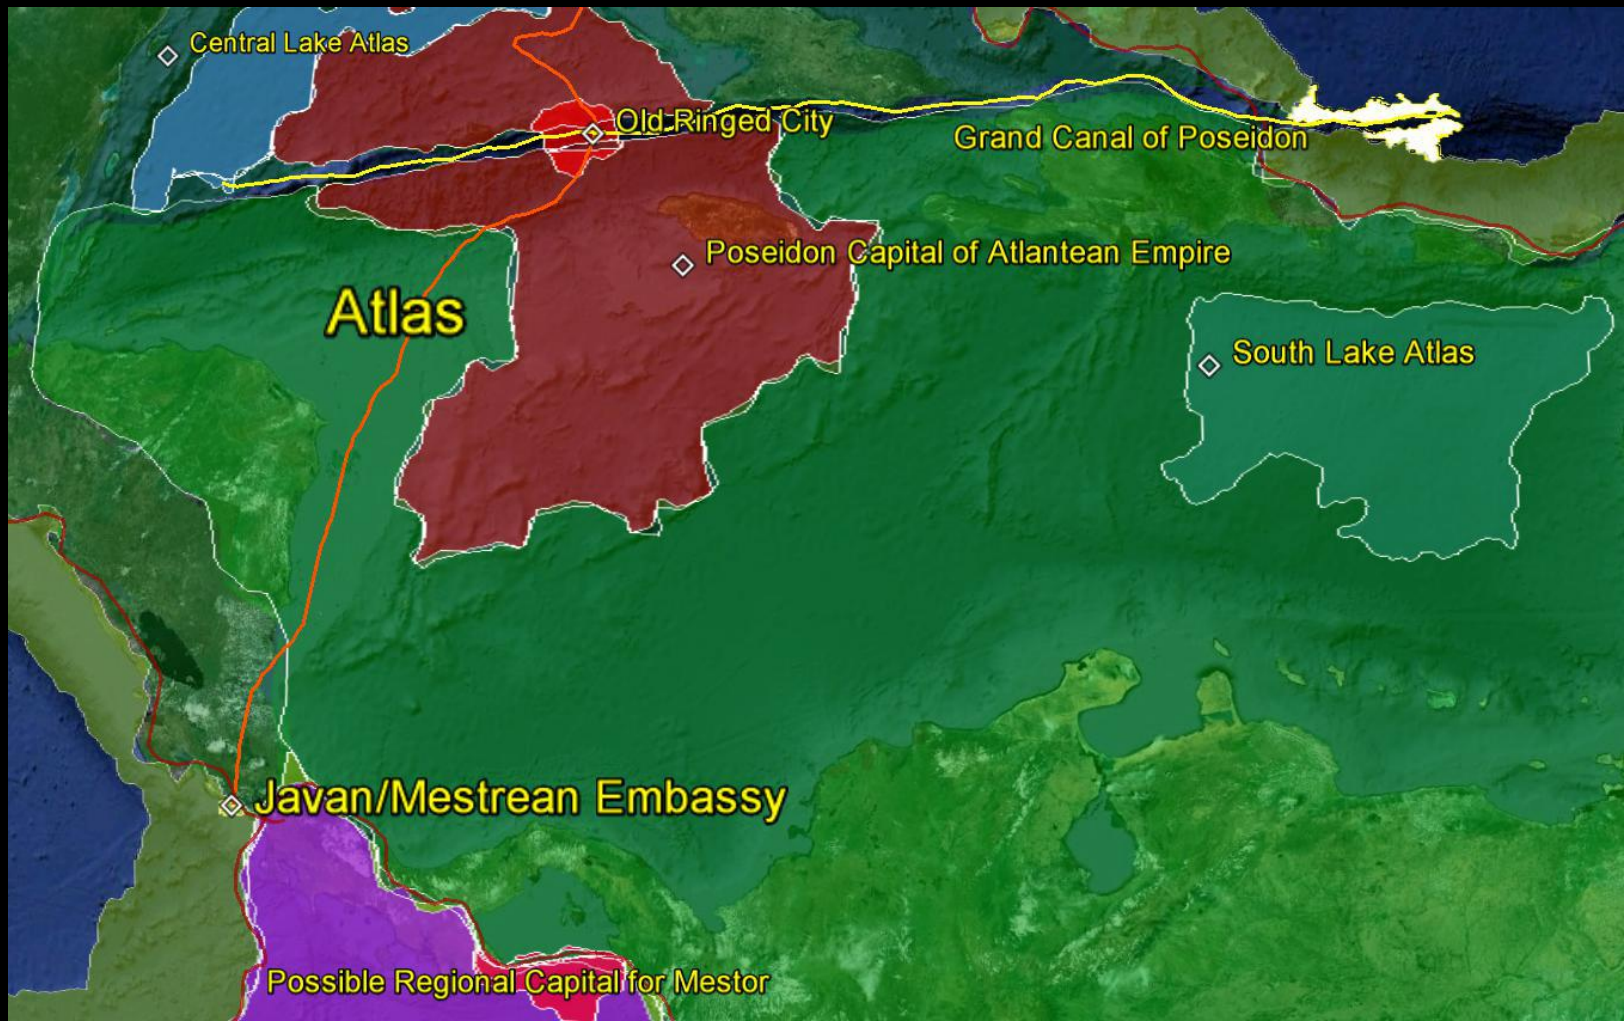 Central Lake Atlas
Old Ringed City
Grand Canal of Poseidon
Poseidon Capital of Atlantean Empire
Atlas
South Lake Atlas
Javan/Mestrean Embassy
Possible Regional Capital for Mestor